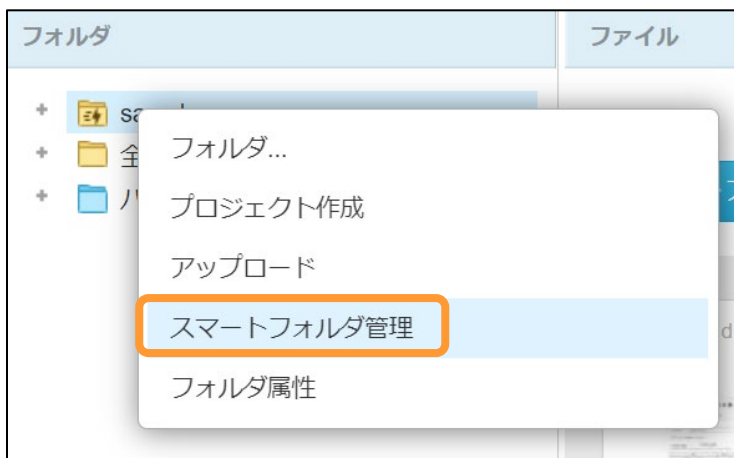 フォルダ
ファイル
フォルダ...
プロジェクト作成
アップロード
スマートフォルダ管理
フォルダ属性